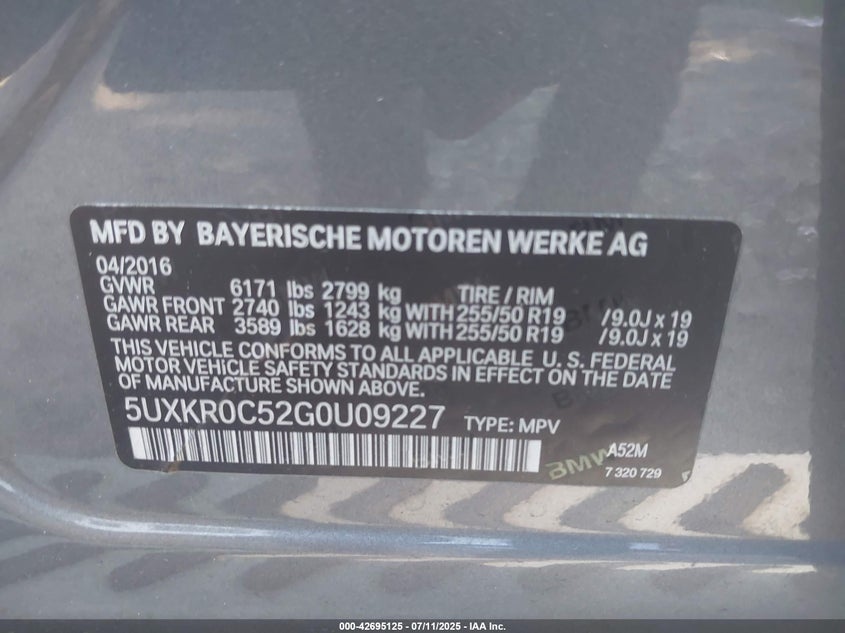 MFD BY BAYERISCHE MOTOREN WERKE AG
04/2016
GVWR 6171 lbs 2799 kg TIRE / RIM
GAWR FRONT 2740 lbs 1243 kg WITH 255/50 R19 /9.0J x 19
GAWR REAR 3589 lbs 1628 kg WITH 255/50 R19 /9.0J x 19
THIS VEHICLE CONFORMS TO ALL APPLICABLE U. S. FEDERAL
MOTOR VEHICLE SAFETY STANDARDS IN EFFECT ON THE DATE
OF MANUFACTURE SHOWN ABOVE.
5UXKR0C52G0U09227 TYPE: MPV
BMW A52M
7 320 729
000-42695125 - 07/11/2025 - IAA Inc.